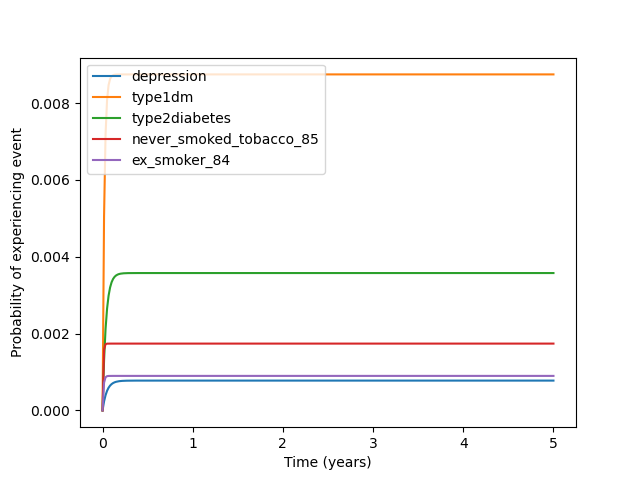 depression
type1dm
type2diabetes
never_smoked_tobacco_85
ex_smoker_84
Probability of experiencing event
0.008
0.006
0.004
0.002
0.000
0 1 2 3 4 5
Time (years)